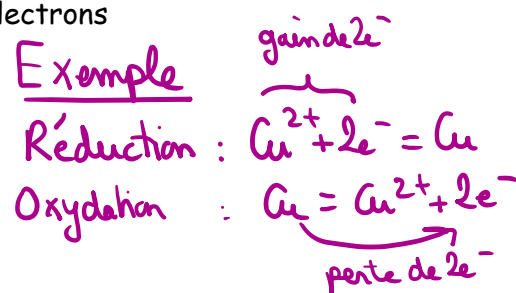 lectrons
gain de 2e⁻
Exemple
Réduction : Cu²⁺ + 2e⁻ = Cu
Oxydation : Cu = Cu²⁺ + 2e⁻
perte de 2e⁻